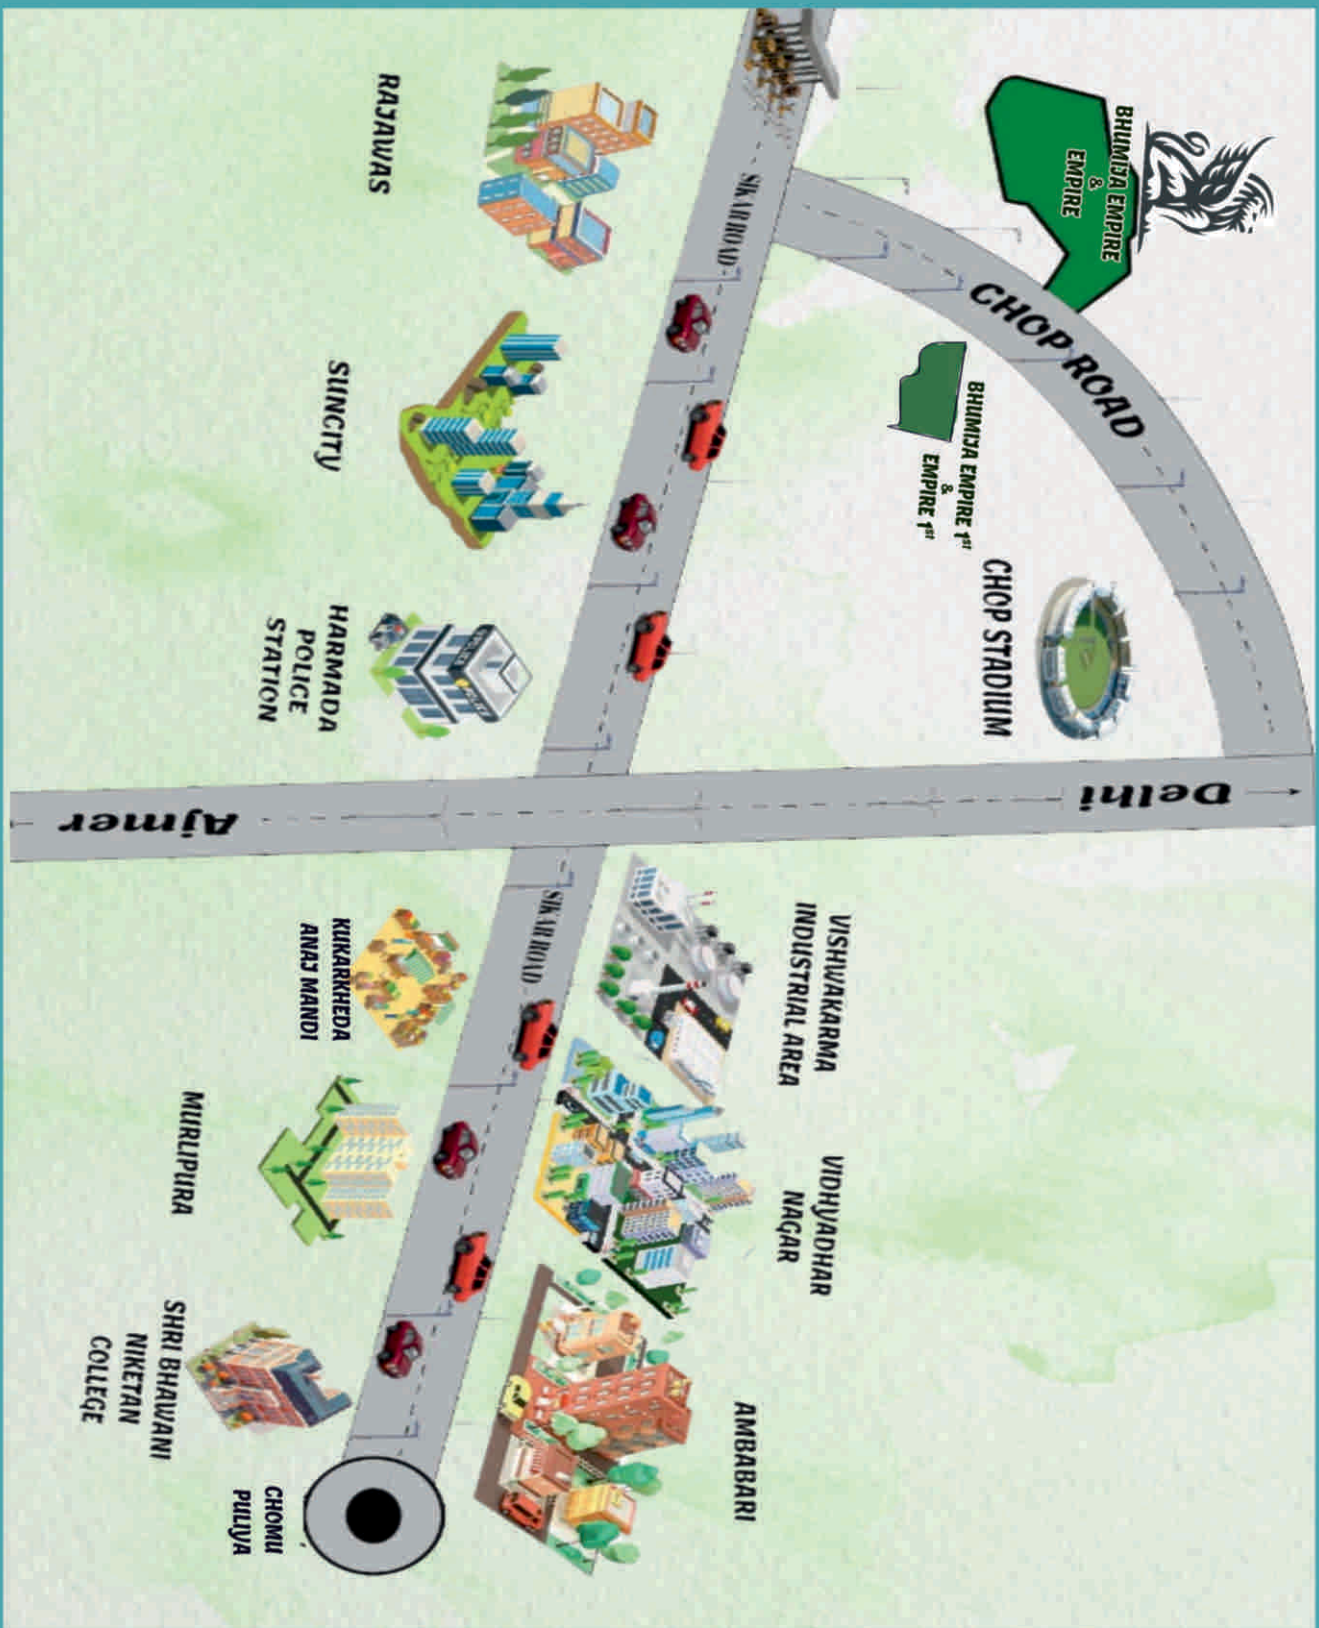 BHUMIJA EMPIRE
&
EMPIRE
CHOP ROAD
BHUMIJA EMPIRE 1ST
&
EMPIRE 1ST
CHOP STADIUM
SIKAR ROAD
RAJAWAS
SUNCITY
HARMADA
POLICE
STATION
POLICE
Delhi
Ajmer
VISHWAKARMA
INDUSTRIAL AREA
VIDHYADHAR
NAGAR
AMBABARI
SIKAR ROAD
KUKARKHEDA
ANAJ MANDI
MURLIPURA
SHRI BHAWANI
NIKETAN
COLLEGE
CHOMU
PULIYA